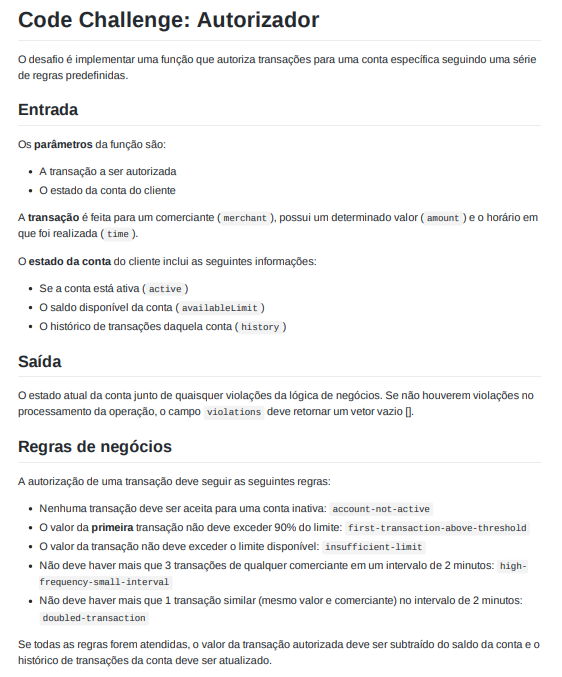 Code Challenge: Autorizador
O desafio é implementar uma função que autoriza transações para uma conta específica seguindo uma série
de regras predefinidas.
Entrada
Os parâmetros da função são:
• A transação a ser autorizada
• O estado da conta do cliente
A transação é feita para um comerciante ( merchant ), possui um determinado valor ( amount ) e o horário em
que foi realizada ( time ).
O estado da conta do cliente inclui as seguintes informações:
• Se a conta está ativa ( active )
• O saldo disponível da conta ( availableLimit )
• O histórico de transações daquela conta ( history )
Saída
O estado atual da conta junto de quaisquer violações da lógica de negócios. Se não houverem violações no
processamento da operação, o campo violations deve retornar um vetor vazio [].
Regras de negócios
A autorização de uma transação deve seguir as seguintes regras:
• Nenhuma transação deve ser aceita para uma conta inativa: account-not-active
• O valor da primeira transação não deve exceder 90% do limite: first-transaction-above-threshold
• O valor da transação não deve exceder o limite disponível: insufficient-limit
• Não deve haver mais que 3 transações de qualquer comerciante em um intervalo de 2 minutos: high-
frequency-small-interval
• Não deve haver mais que 1 transação similar (mesmo valor e comerciante) no intervalo de 2 minutos:
doubled-transaction
Se todas as regras forem atendidas, o valor da transação autorizada deve ser subtraído do saldo da conta e o
histórico de transações da conta deve ser atualizado.